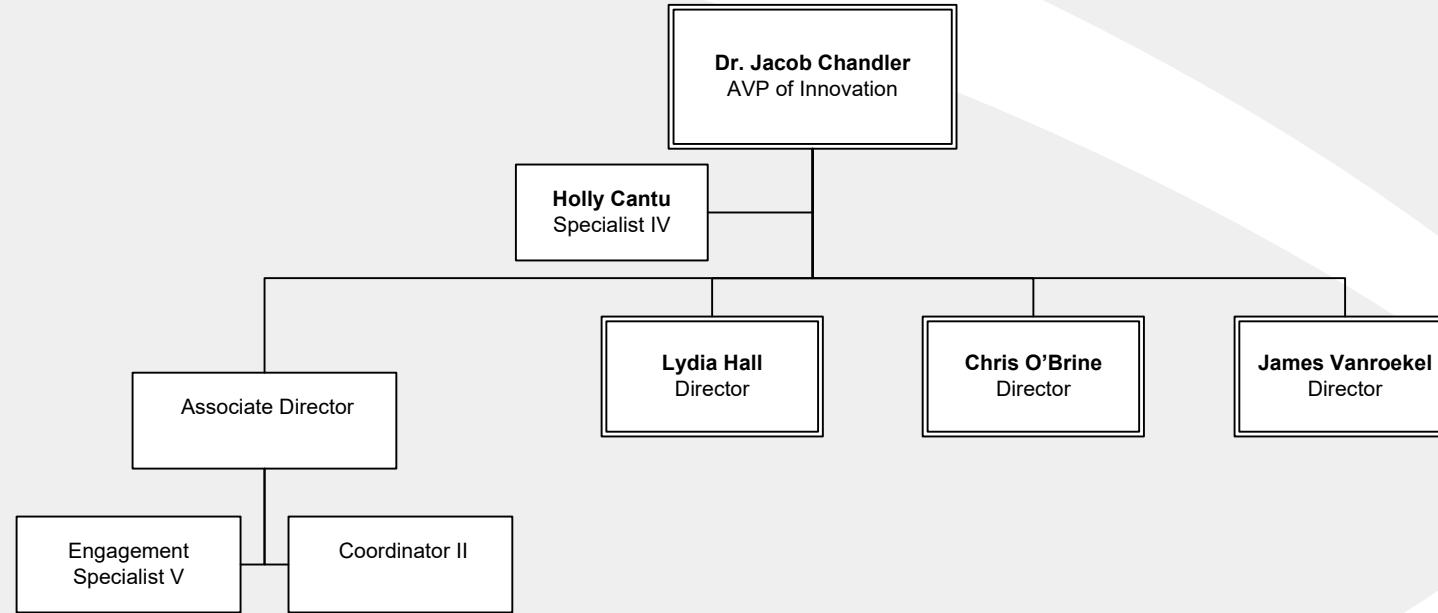 Dr. Jacob Chandler
AVP of Innovation
Holly Cantu
Specialist IV
Lydia Hall
Director
Chris O’Brine
Director
James Vanroekel
Director
Associate Director
Engagement
Specialist V
Coordinator II